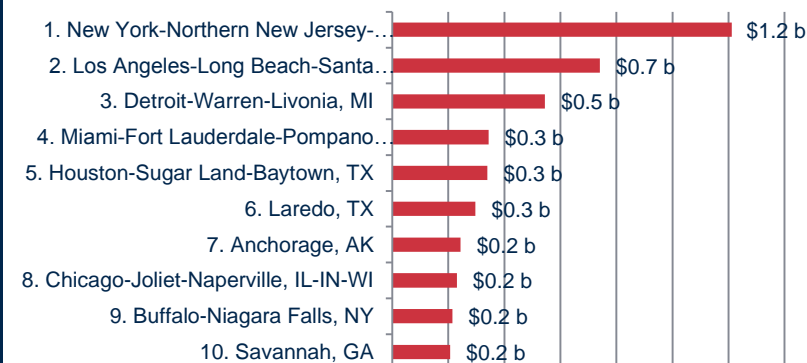 1. New York-Northern New Jersey-… $1.2 b
2. Los Angeles-Long Beach-Santa… $0.7 b
3. Detroit-Warren-Livonia, MI $0.5 b
4. Miami-Fort Lauderdale-Pompano… $0.3 b
5. Houston-Sugar Land-Baytown, TX $0.3 b
6. Laredo, TX $0.3 b
7. Anchorage, AK $0.2 b
8. Chicago-Joliet-Naperville, IL-IN-WI $0.2 b
9. Buffalo-Niagara Falls, NY $0.2 b
10. Savannah, GA $0.2 b